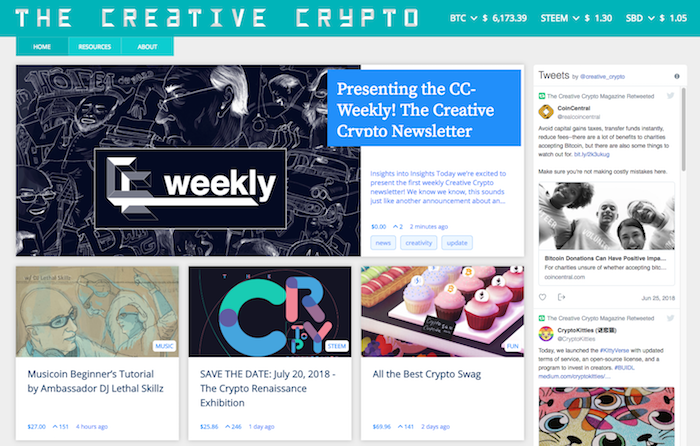 THE CREATIVE CRYPTO
BTC $ 6,173.39 STEEM $ 1.30 SBD $ 1.05
HOME RESOURCES ABOUT
weekly
Presenting the CC-
Weekly! The Creative
Crypto Newsletter
Insights into Insights Today we're excited to
present the first weekly Creative Crypto
newsletter! We know we know, this sounds
just like another announcement about an...
$0.00 2 2 minutes ago
news creativity update
w/ DJ Lethal Skillz
MUSIC
Musicoin Beginner's Tutorial
by Ambassador DJ Lethal Skillz
$27.00 151 4 hours ago
THE
CRYPTO
STEEM
SAVE THE DATE: July 20, 2018 -
The Crypto Renaissance
Exhibition
$25.86 246 1 day ago
FUN
All the Best Crypto Swag
$69.96 141 2 days ago
Tweets by @creative_crypto
The Creative Crypto Magazine Retweeted
CoinCentral
@realcoincentral
Avoid capital gains taxes, transfer funds instantly,
reduce fees--there are a lot of benefits to charities
accepting Bitcoin, but there are also some things to
watch out for. bit.ly/2k3ukug
Make sure you're not making costly mistakes here.
Bitcoin Donations Can Have Positive Impa...
For charities unsure of whether accepting bitc...
coincentral.com
Jun 25, 2018
The Creative Crypto Magazine Retweeted
CryptoKitties (谜恋猫)
@CryptoKitties
Today, we launched the #KittyVerse with updated
terms of service, an open-source license, and a
program to invest in creators. #BUIDL
medium.com/cryptokitties/...